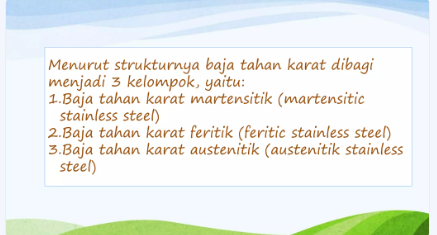 Menurut strukturnya baja tahan karat dibagi
menjadi 3 kelompok, yaitu:
1.Baja tahan karat martensitik (martensitic
stainless steel)
2.Baja tahan karat feritik (feritic stainless steel)
3.Baja tahan karat austenitik (austenitik stainless
steel)